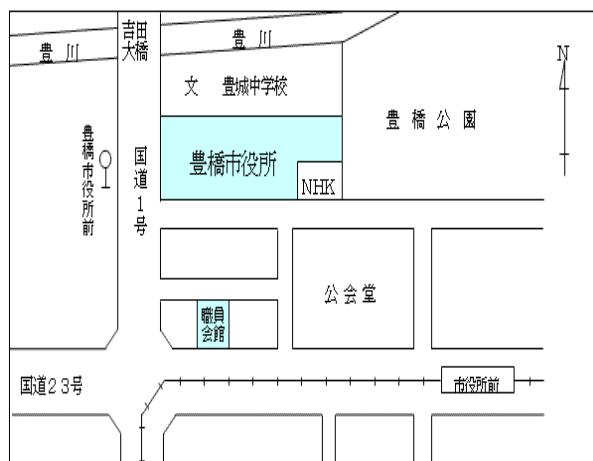 吉田
大橋
豊川
豊川
文 豊城中学校
豊橋公園
N
豊橋市役所前
国道1号
豊橋市役所
NHK
職員
会館
公会堂
国道23号
市役所前